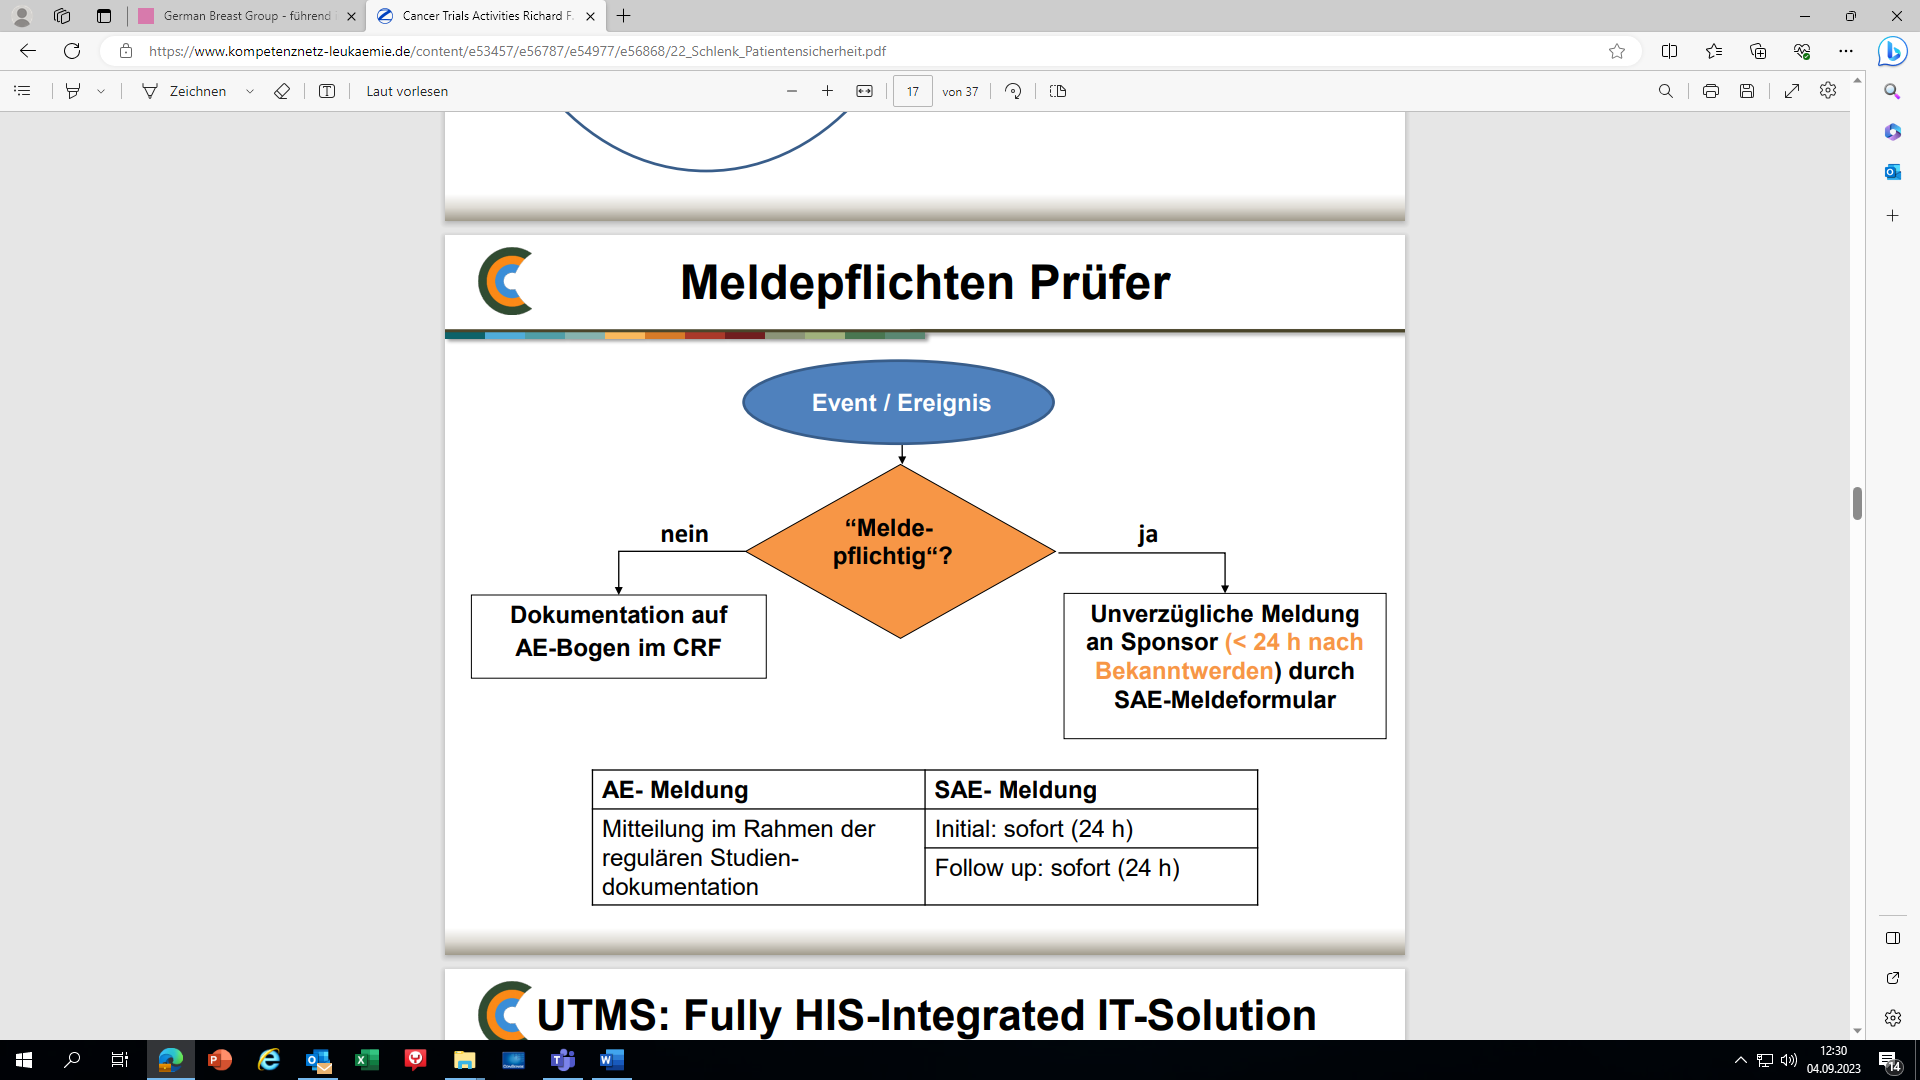 German Breast Group - führend i
Cancer Trials Activities Richard F.
https://www.kompetenznetz-leukaemie.de/content/e53457/e56787/e54977/e56868/22_Schlenk_Patientensicherheit.pdf
Zeichnen
Laut vorlesen
17 von 37
Meldepflichten Prüfer
Event / Ereignis
“Melde-
pflichtig“?
nein
ja
Dokumentation auf
AE-Bogen im CRF
Unverzügliche Meldung
an Sponsor (< 24 h nach
Bekanntwerden) durch
SAE-Meldeformular
AE- Meldung
SAE- Meldung
Mitteilung im Rahmen der
regulären Studien-
dokumentation
Initial: sofort (24 h)
Follow up: sofort (24 h)
UTMS: Fully HIS-Integrated IT-Solution
12:30
04.09.2023
14